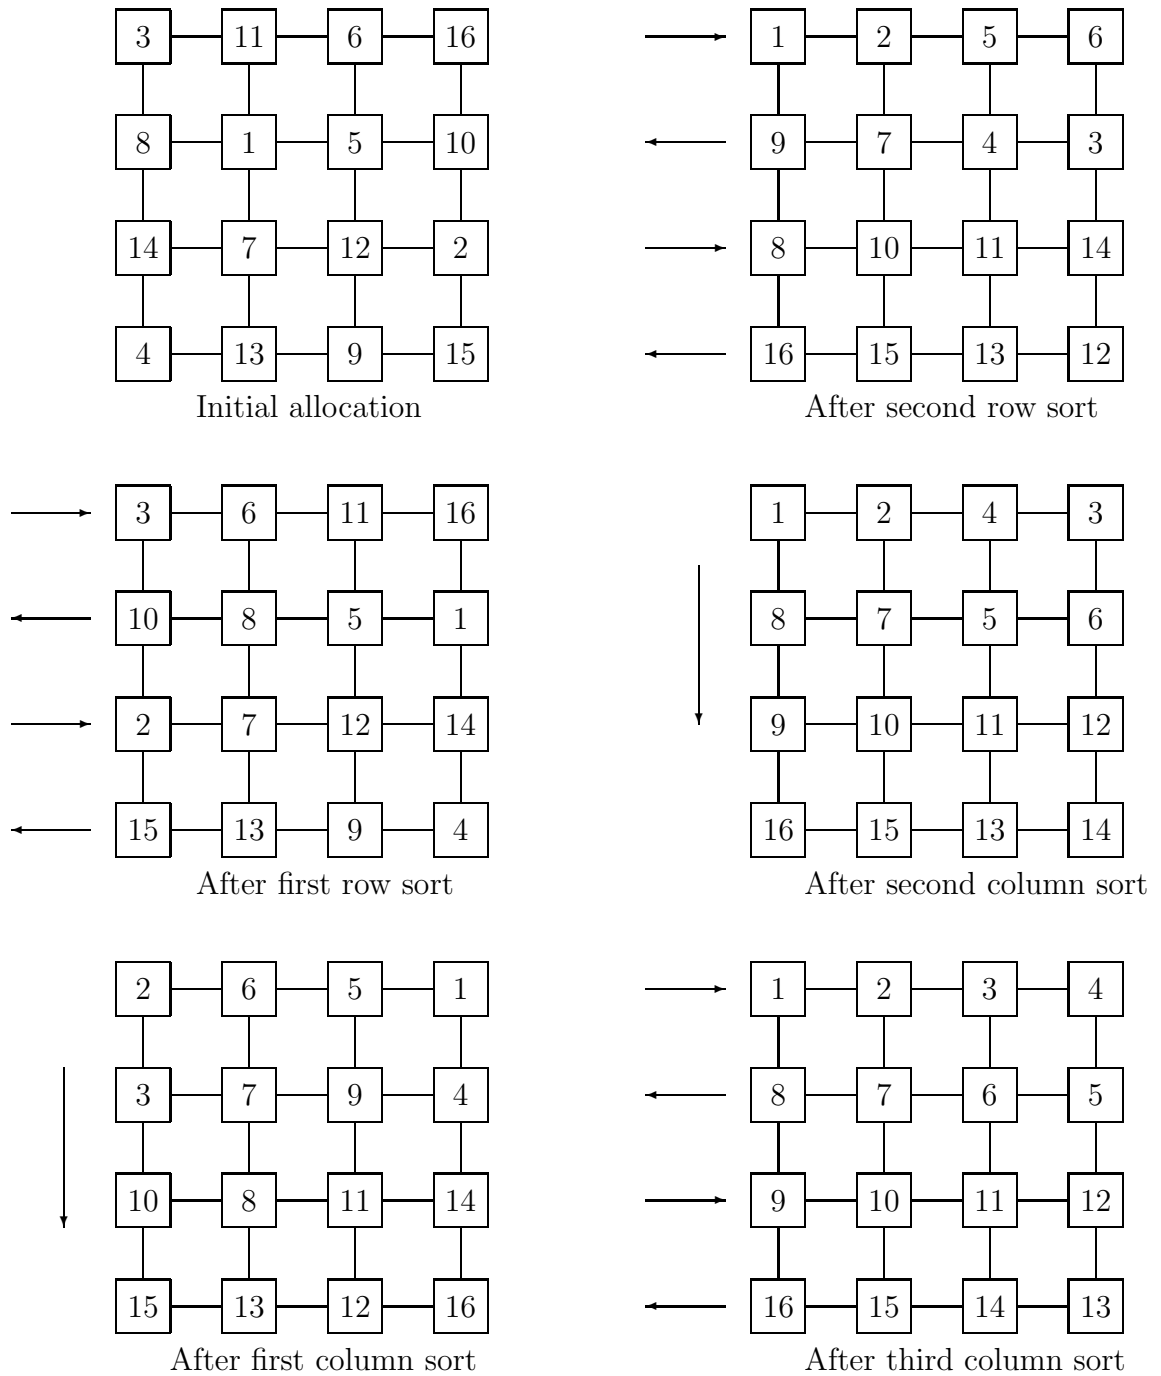 3 11 6 16
8 1 5 10
14 7 12 2
4 13 9 15
Initial allocation
3 6 11 16
10 8 5 1
2 7 12 14
15 13 9 4
After first row sort
2 6 5 1
3 7 9 4
10 8 11 14
15 13 12 16
After first column sort
1 2 5 6
9 7 4 3
8 10 11 14
16 15 13 12
After second row sort
1 2 4 3
8 7 5 6
9 10 11 12
16 15 13 14
After second column sort
1 2 3 4
8 7 6 5
9 10 11 12
16 15 14 13
After third column sort